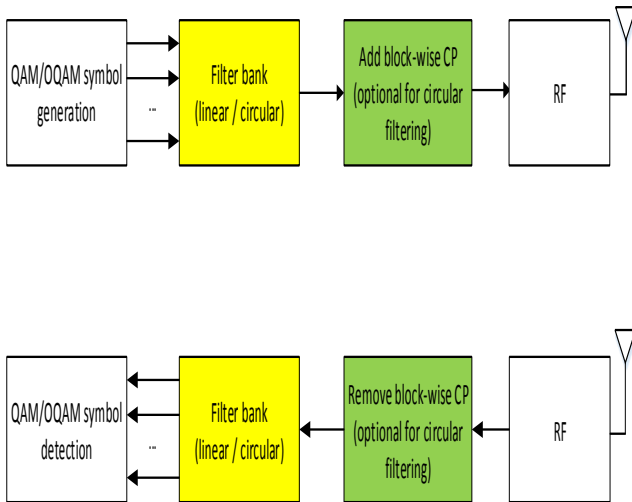 QAM/OQAM symbol
generation
...
Filter bank
(linear / circular)
Add block-wise CP
(optional for circular
filtering)
RF
QAM/OQAM symbol
detection
...
Filter bank
(linear / circular)
Remove block-wise CP
(optional for circular
filtering)
RF